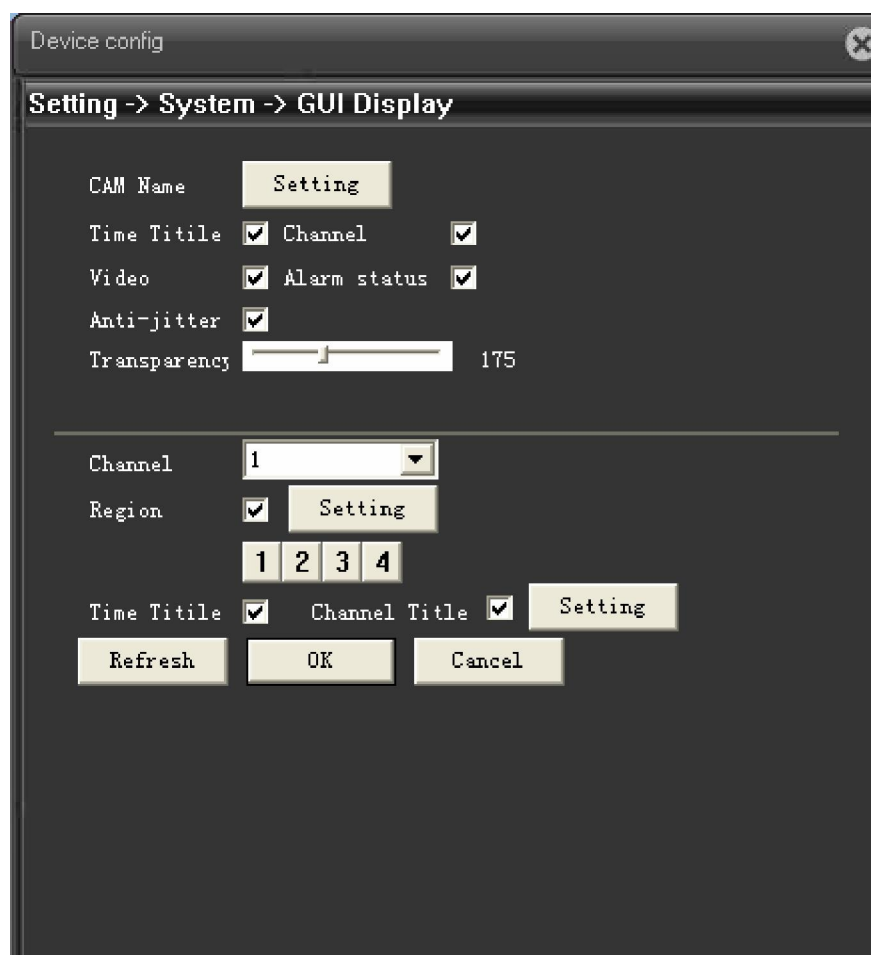 Device config
Setting -> System -> GUI Display
CAM Name Setting
Time Titile Channel
Video Alarm status
Anti-jitter
Transparency 175
Channel 1
Region Setting
1 2 3 4
Time Titile Channel Title Setting
Refresh OK Cancel